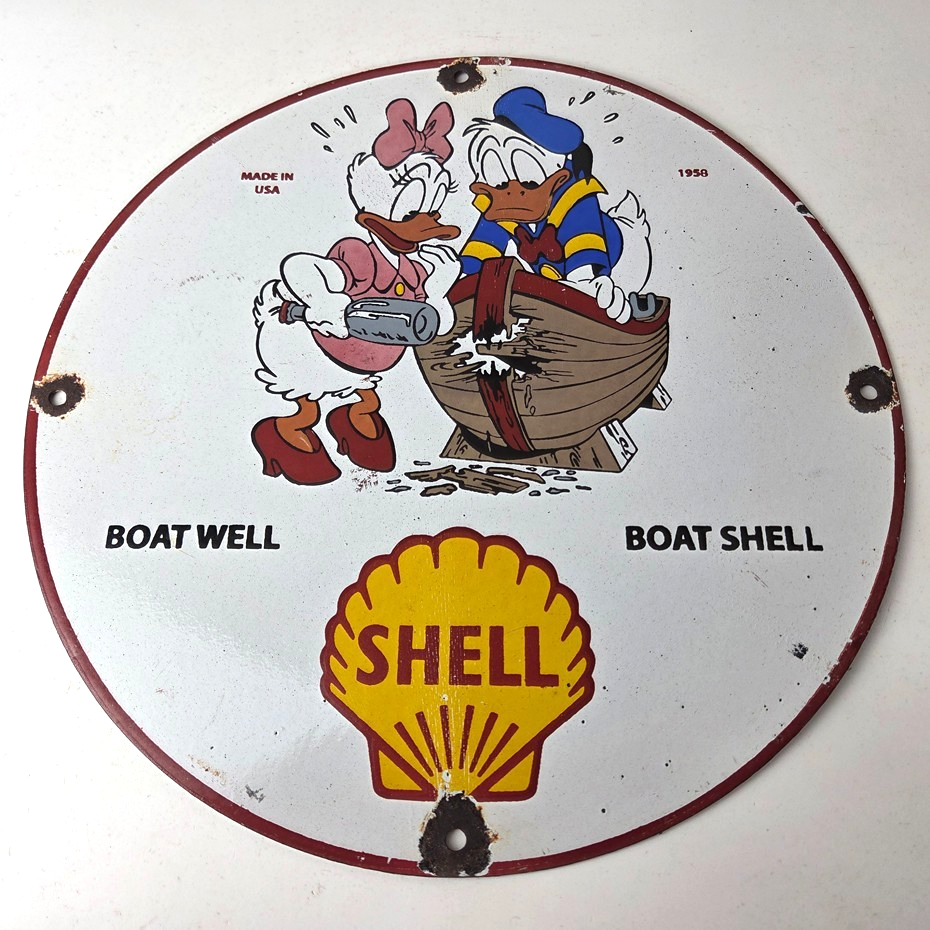 MADE IN
USA
1958
BOAT WELL
BOAT SHELL
SHELL